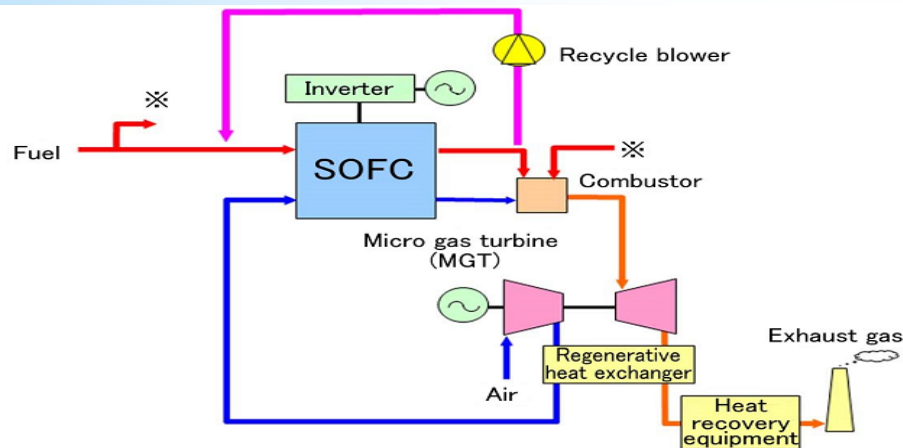 Recycle blower
Inverter
※
Fuel
SOFC
※
Combustor
Micro gas turbine
(MGT)
Exhaust gas
Regenerative
heat exchanger
Air
Heat
recovery
equipment